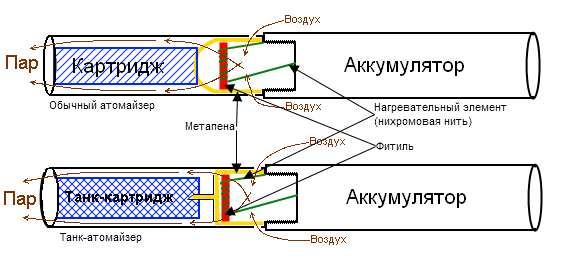 Воздух
Пар
Картридж
Аккумулятор
Воздух
Обычный атомайзер
Нагревательный элемент
(нихромовая нить)
Метапена
Воздух
Фитиль
Пар
Танк-картридж
Аккумулятор
Танк-атомайзер
Воздух